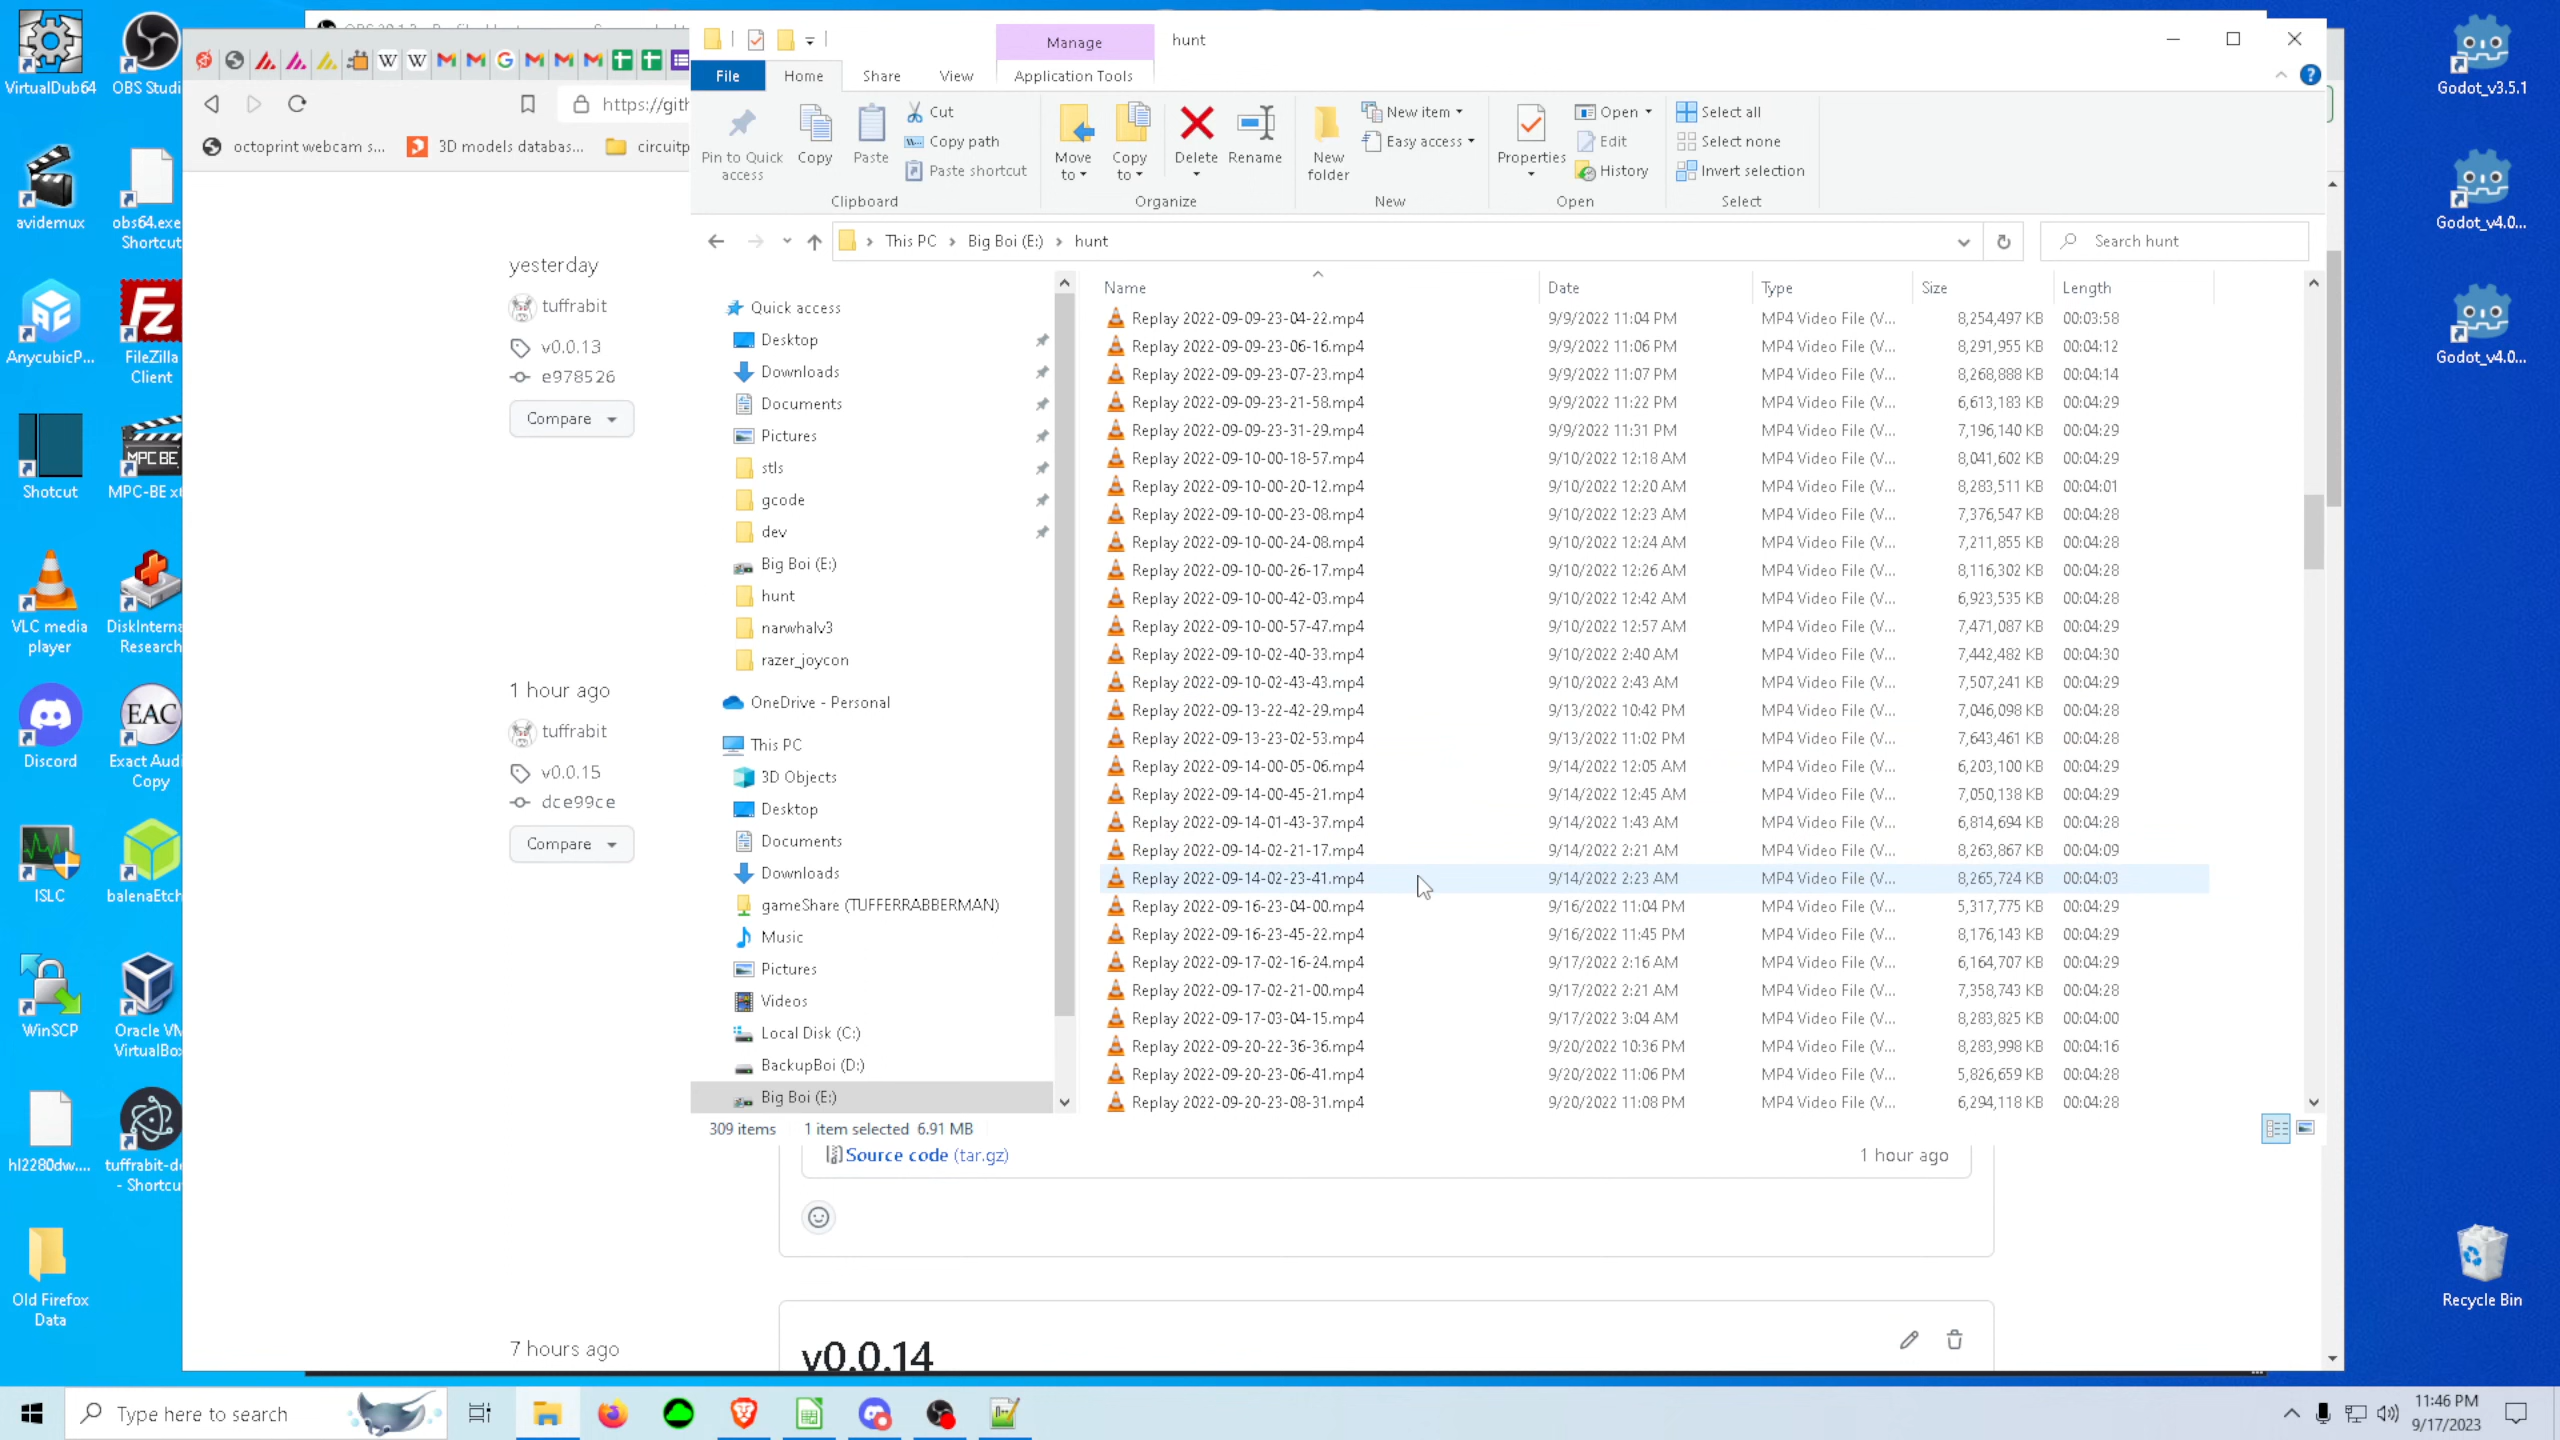 VirtualDub64
OBS Studi
avidemux
obs64.exe
Shortcut
AnycubicP...
FileZilla
Client
Shotcut
MPC-BE x
VLC media
player
DiskInterna
Research
Discord
EAC
Exact Audi
Copy
ISLC
balenaEtch
WinSCP
Oracle VM
VirtualBox
hl2280dw....
tuffrabit-de
- Shortcu
Old Firefox
Data
Godot_v3.5.1
Godot_v4.0...
Godot_v4.0...
Recycle Bin
https://gith
octoprint webcam s...
3D models databas...
circuitp
yesterday
tuffrabit
v0.0.13
e978526
Compare
1 hour ago
tuffrabit
v0.0.15
dce99ce
Compare
7 hours ago
Manage
hunt
File
Home
Share
View
Application Tools
Pin to Quick
access
Copy
Paste
Cut
Copy path
Paste shortcut
Clipboard
Move
to
Copy
to
Delete
Rename
Organize
New
folder
New item
Easy access
New
Properties
Open
Edit
History
Open
Select all
Select none
Invert selection
Select
This PC > Big Boi (E:) > hunt
Search hunt
Quick access
Desktop
Downloads
Documents
Pictures
stls
gcode
dev
Big Boi (E:)
hunt
narwhalv3
razer_joycon
OneDrive - Personal
This PC
3D Objects
Desktop
Documents
Downloads
gameShare (TUFFERRABBERMAN)
Music
Pictures
Videos
Local Disk (C:)
BackupBoi (D:)
Big Boi (E:)
Name Date Type Size Length
Replay 2022-09-09-23-04-22.mp4 9/9/2022 11:04 PM MP4 Video File (V... 8,254,497 KB 00:03:58
Replay 2022-09-09-23-06-16.mp4 9/9/2022 11:06 PM MP4 Video File (V... 8,291,955 KB 00:04:12
Replay 2022-09-09-23-07-23.mp4 9/9/2022 11:07 PM MP4 Video File (V... 8,268,888 KB 00:04:14
Replay 2022-09-09-23-21-58.mp4 9/9/2022 11:22 PM MP4 Video File (V... 6,613,183 KB 00:04:29
Replay 2022-09-09-23-31-29.mp4 9/9/2022 11:31 PM MP4 Video File (V... 7,196,140 KB 00:04:29
Replay 2022-09-10-00-18-57.mp4 9/10/2022 12:18 AM MP4 Video File (V... 8,041,602 KB 00:04:29
Replay 2022-09-10-00-20-12.mp4 9/10/2022 12:20 AM MP4 Video File (V... 8,283,511 KB 00:04:01
Replay 2022-09-10-00-23-08.mp4 9/10/2022 12:23 AM MP4 Video File (V... 7,376,547 KB 00:04:28
Replay 2022-09-10-00-24-08.mp4 9/10/2022 12:24 AM MP4 Video File (V... 7,211,855 KB 00:04:28
Replay 2022-09-10-00-26-17.mp4 9/10/2022 12:26 AM MP4 Video File (V... 8,116,302 KB 00:04:28
Replay 2022-09-10-00-42-03.mp4 9/10/2022 12:42 AM MP4 Video File (V... 6,923,535 KB 00:04:28
Replay 2022-09-10-00-57-47.mp4 9/10/2022 12:57 AM MP4 Video File (V... 7,471,087 KB 00:04:29
Replay 2022-09-10-02-40-33.mp4 9/10/2022 2:40 AM MP4 Video File (V... 7,442,482 KB 00:04:30
Replay 2022-09-10-02-43-43.mp4 9/10/2022 2:43 AM MP4 Video File (V... 7,507,241 KB 00:04:29
Replay 2022-09-13-22-42-29.mp4 9/13/2022 10:42 PM MP4 Video File (V... 7,046,098 KB 00:04:28
Replay 2022-09-13-23-02-53.mp4 9/13/2022 11:02 PM MP4 Video File (V... 7,643,461 KB 00:04:28
Replay 2022-09-14-00-05-06.mp4 9/14/2022 12:05 AM MP4 Video File (V... 6,203,100 KB 00:04:29
Replay 2022-09-14-00-45-21.mp4 9/14/2022 12:45 AM MP4 Video File (V... 7,050,138 KB 00:04:29
Replay 2022-09-14-01-43-37.mp4 9/14/2022 1:43 AM MP4 Video File (V... 6,814,694 KB 00:04:28
Replay 2022-09-14-02-21-17.mp4 9/14/2022 2:21 AM MP4 Video File (V... 8,263,867 KB 00:04:09
Replay 2022-09-14-02-23-41.mp4 9/14/2022 2:23 AM MP4 Video File (V... 8,265,724 KB 00:04:03
Replay 2022-09-16-23-04-00.mp4 9/16/2022 11:04 PM MP4 Video File (V... 5,317,775 KB 00:04:29
Replay 2022-09-16-23-45-22.mp4 9/16/2022 11:45 PM MP4 Video File (V... 8,176,143 KB 00:04:29
Replay 2022-09-17-02-16-24.mp4 9/17/2022 2:16 AM MP4 Video File (V... 6,164,707 KB 00:04:29
Replay 2022-09-17-02-21-00.mp4 9/17/2022 2:21 AM MP4 Video File (V... 7,358,743 KB 00:04:28
Replay 2022-09-17-03-04-15.mp4 9/17/2022 3:04 AM MP4 Video File (V... 8,283,825 KB 00:04:00
Replay 2022-09-20-22-36-36.mp4 9/20/2022 10:36 PM MP4 Video File (V... 8,283,998 KB 00:04:16
Replay 2022-09-20-23-06-41.mp4 9/20/2022 11:06 PM MP4 Video File (V... 5,826,659 KB 00:04:28
Replay 2022-09-20-23-08-31.mp4 9/20/2022 11:08 PM MP4 Video File (V... 6,294,118 KB 00:04:28
309 items 1 item selected 6.91 MB
Source code (tar.gz) 1 hour ago
v0.0.14
Type here to search
11:46 PM
9/17/2023